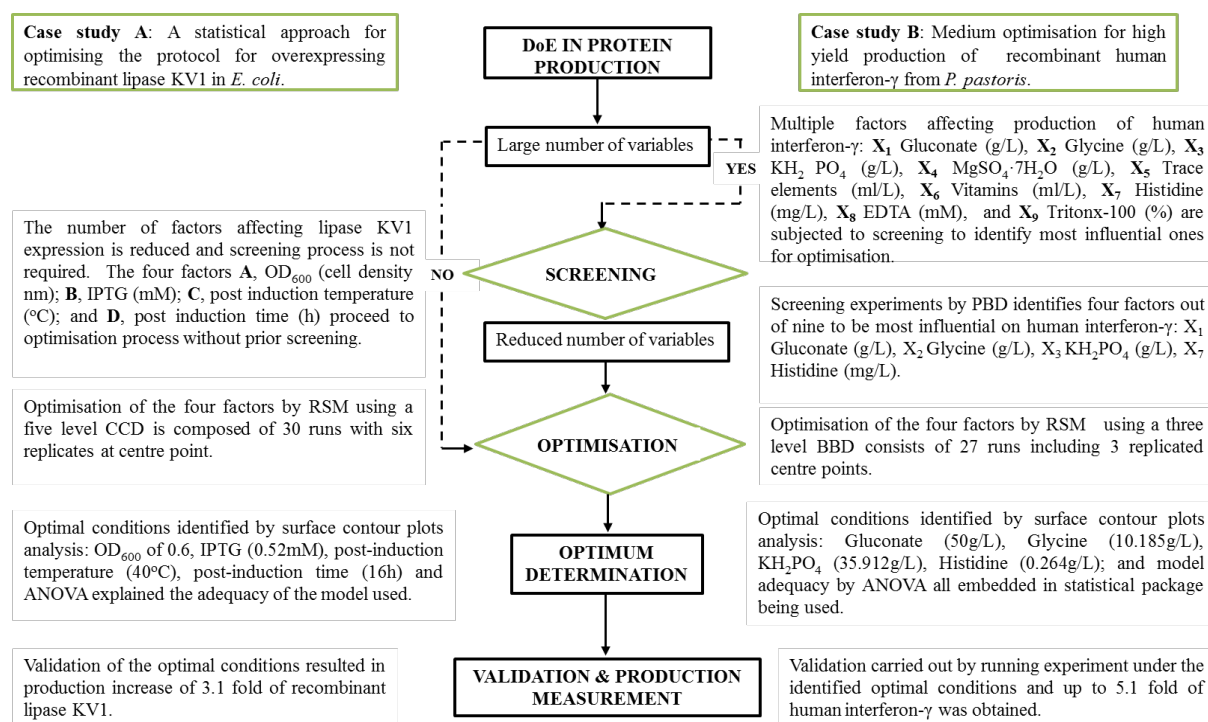 Case study A: A statistical approach for
optimising the protocol for overexpressing
recombinant lipase KV1 in E. coli.
DoE IN PROTEIN
PRODUCTION
Case study B: Medium optimisation for high
yield production of recombinant human
interferon-γ from P. pastoris.
Large number of variables
YES
Multiple factors affecting production of human
interferon-γ: X₁ Gluconate (g/L), X₂ Glycine (g/L), X₃
KH₂ PO₄ (g/L), X₄ MgSO₄·7H₂O (g/L), X₅ Trace
elements (ml/L), X₆ Vitamins (ml/L), X₇ Histidine
(mg/L), X₈ EDTA (mM), and X₉ Tritonx-100 (%) are
subjected to screening to identify most influential ones
for optimisation.
The number of factors affecting lipase KV1
expression is reduced and screening process is not
required. The four factors A, OD₆₀₀ (cell density
nm); B, IPTG (mM); C, post induction temperature
(°C); and D, post induction time (h) proceed to
optimisation process without prior screening.
NO
SCREENING
Reduced number of variables
Screening experiments by PBD identifies four factors out
of nine to be most influential on human interferon-γ: X₁
Gluconate (g/L), X₂ Glycine (g/L), X₃ KH₂PO₄ (g/L), X₇
Histidine (mg/L).
Optimisation of the four factors by RSM using a
five level CCD is composed of 30 runs with six
replicates at centre point.
OPTIMISATION
Optimisation of the four factors by RSM using a three
level BBD consists of 27 runs including 3 replicated
centre points.
Optimal conditions identified by surface contour plots
analysis: OD₆₀₀ of 0.6, IPTG (0.52mM), post-induction
temperature (40°C), post-induction time (16h) and
ANOVA explained the adequacy of the model used.
OPTIMUM
DETERMINATION
Optimal conditions identified by surface contour plots
analysis: Gluconate (50g/L), Glycine (10.185g/L),
KH₂PO₄ (35.912g/L), Histidine (0.264g/L); and model
adequacy by ANOVA all embedded in statistical package
being used.
Validation of the optimal conditions resulted in
production increase of 3.1 fold of recombinant
lipase KV1.
VALIDATION & PRODUCTION
MEASUREMENT
Validation carried out by running experiment under the
identified optimal conditions and up to 5.1 fold of
human interferon-γ was obtained.